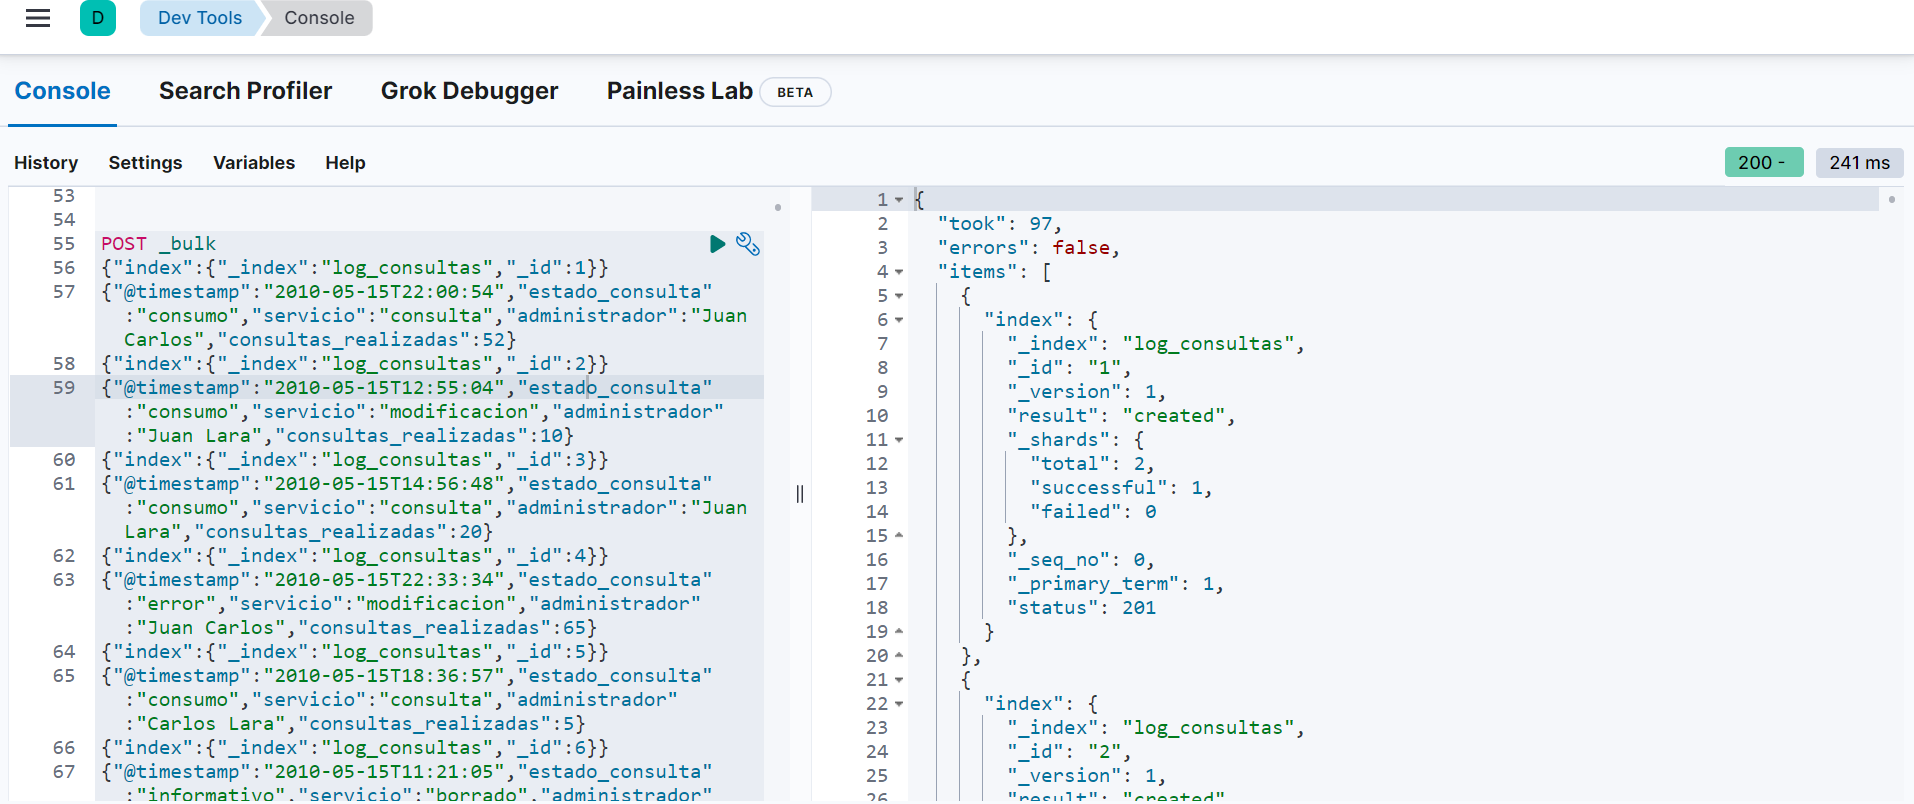 D Dev Tools Console
Console Search Profiler Grok Debugger Painless Lab BETA
History Settings Variables Help 200 - 241 ms
53
54
55 POST _bulk
56 {"index":{"_index":"log_consultas","_id":1}}
57 {"@timestamp":"2010-05-15T22:00:54","estado_consulta"
:"consumo","servicio":"consulta","administrador":"Juan
Carlos","consultas_realizadas":52}
58 {"index":{"_index":"log_consultas","_id":2}}
59 {"@timestamp":"2010-05-15T12:55:04","estado_consulta"
:"consumo","servicio":"modificacion","administrador"
:"Juan Lara","consultas_realizadas":10}
60 {"index":{"_index":"log_consultas","_id":3}}
61 {"@timestamp":"2010-05-15T14:56:48","estado_consulta"
:"consumo","servicio":"consulta","administrador":"Juan
Lara","consultas_realizadas":20}
62 {"index":{"_index":"log_consultas","_id":4}}
63 {"@timestamp":"2010-05-15T22:33:34","estado_consulta"
:"error","servicio":"modificacion","administrador"
:"Juan Carlos","consultas_realizadas":65}
64 {"index":{"_index":"log_consultas","_id":5}}
65 {"@timestamp":"2010-05-15T18:36:57","estado_consulta"
:"consumo","servicio":"consulta","administrador"
:"Carlos Lara","consultas_realizadas":5}
66 {"index":{"_index":"log_consultas","_id":6}}
67 {"@timestamp":"2010-05-15T11:21:05","estado_consulta"
:"informativo","servicio":"borrado","administrador"
1 {
2 "took": 97,
3 "errors": false,
4 "items": [
5 {
6 "index": {
7 "_index": "log_consultas",
8 "_id": "1",
9 "_version": 1,
10 "result": "created",
11 "_shards": {
12 "total": 2,
13 "successful": 1,
14 "failed": 0
15 },
16 "_seq_no": 0,
17 "_primary_term": 1,
18 "status": 201
19 }
20 },
21 {
22 "index": {
23 "_index": "log_consultas",
24 "_id": "2",
25 "_version": 1,
26 "result": "created",